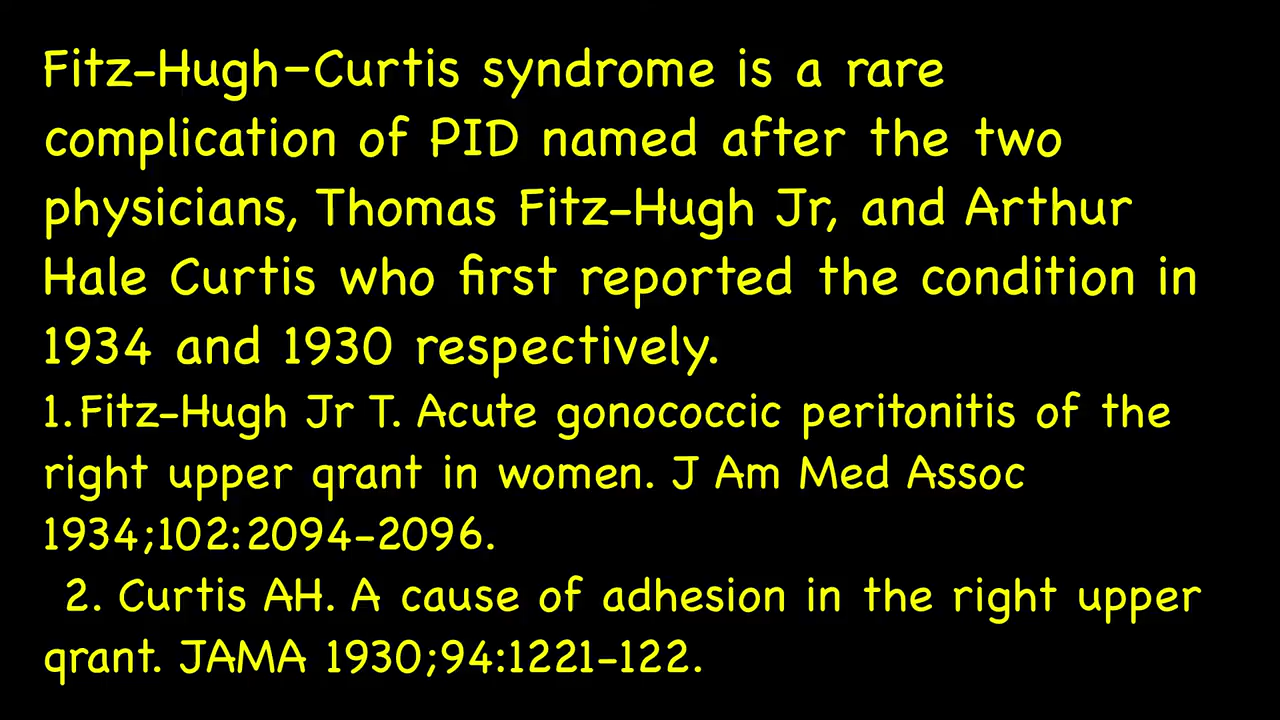 Fitz-Hugh–Curtis syndrome is a rare
complication of PID named after the two
physicians, Thomas Fitz-Hugh Jr, and Arthur
Hale Curtis who first reported the condition in
1934 and 1930 respectively.
1. Fitz-Hugh Jr T. Acute gonococcic peritonitis of the
right upper qrant in women. J Am Med Assoc
1934;102:2094-2096.
2. Curtis AH. A cause of adhesion in the right upper
qrant. JAMA 1930;94:1221-122.